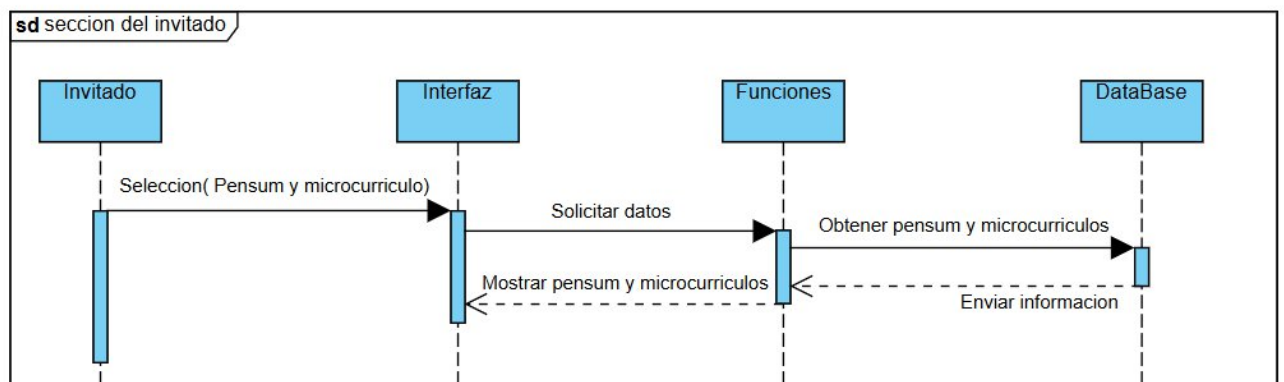 sd seccion del invitado
Invitado
Interfaz
Funciones
DataBase
Seleccion( Pensum y microcurriculo)
Solicitar datos
Obtener pensum y microcurriculos
Mostrar pensum y microcurriculos
Enviar informacion